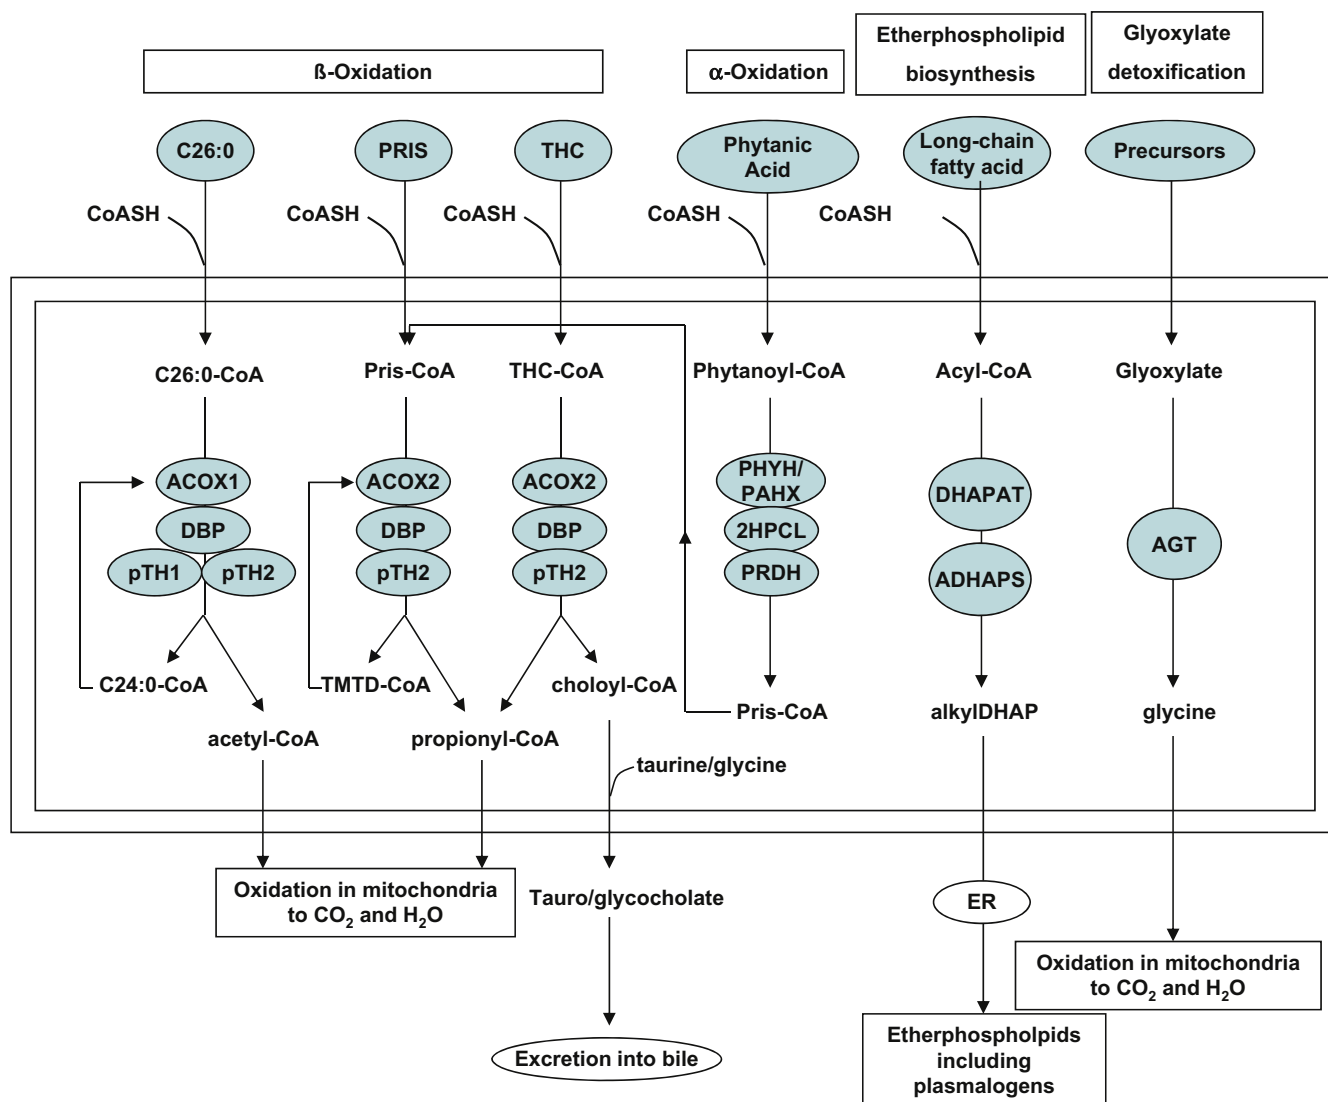 ß-Oxidation
α-Oxidation
Etherphospholipid
biosynthesis
Glyoxylate
detoxification
C26:0
PRIS
THC
Phytanic
Acid
Long-chain
fatty acid
Precursors
CoASH
CoASH
CoASH
CoASH
CoASH
C26:0-CoA
Pris-CoA
THC-CoA
Phytanoyl-CoA
Acyl-CoA
Glyoxylate
ACOX1
DBP
pTH1
pTH2
ACOX2
DBP
pTH2
ACOX2
DBP
pTH2
PHYH/
PAHX
2HPCL
PRDH
DHAPAT
ADHAPS
AGT
C24:0-CoA
TMTD-CoA
choloyl-CoA
acetyl-CoA
propionyl-CoA
Pris-CoA
alkylDHAP
glycine
taurine/glycine
Oxidation in mitochondria
to CO2 and H2O
Tauro/glycocholate
ER
Oxidation in mitochondria
to CO2 and H2O
Excretion into bile
Etherphospholpids
including
plasmalogens